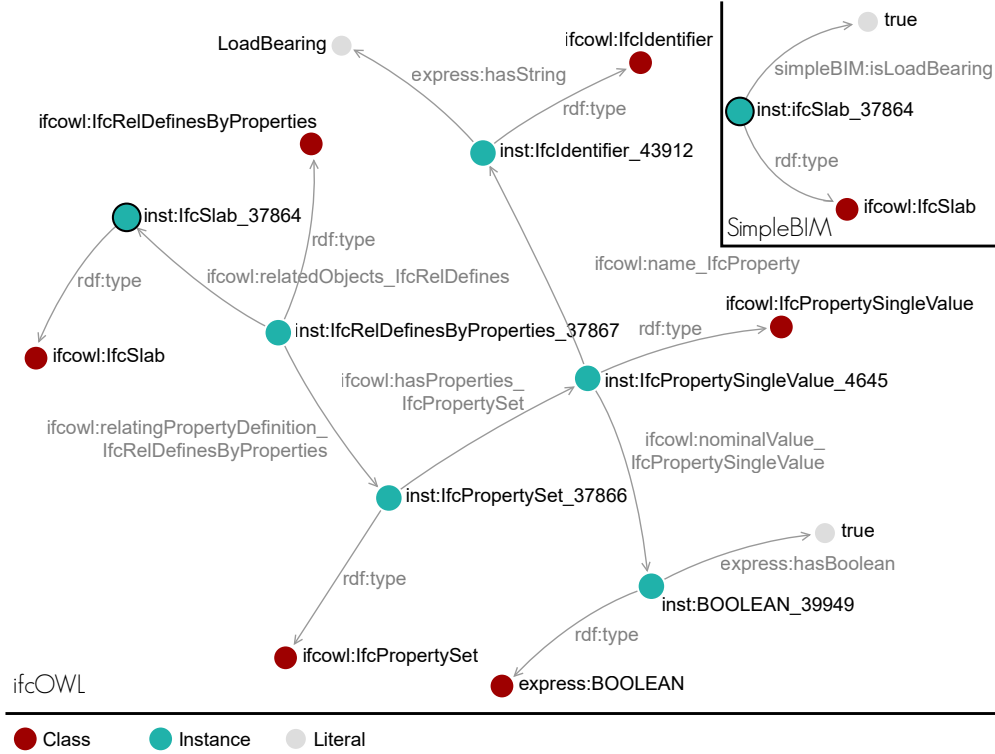 true
LoadBearing
ifcowl:IfcIdentifier
simpleBIM:isLoadBearing
express:hasString
rdf:type
inst:ifcSlab_37864
ifcowl:IfcRelDefinesByProperties
inst:IfcIdentifier_43912
rdf:type
ifcowl:IfcSlab
inst:IfcSlab_37864
SimpleBIM
rdf:type
ifcowl:name_IfcProperty
rdf:type
ifcowl:relatedObjects_IfcRelDefines
ifcowl:IfcPropertySingleValue
inst:IfcRelDefinesByProperties_37867
rdf:type
ifcowl:IfcSlab
ifcowl:hasProperties_
IfcPropertySet
inst:IfcPropertySingleValue_4645
ifcowl:relatingPropertyDefinition_
IfcRelDefinesByProperties
ifcowl:nominalValue_
IfcPropertySingleValue
inst:IfcPropertySet_37866
true
express:hasBoolean
rdf:type
inst:BOOLEAN_39949
rdf:type
ifcowl:IfcPropertySet
express:BOOLEAN
ifcOWL
Class
Instance
Literal